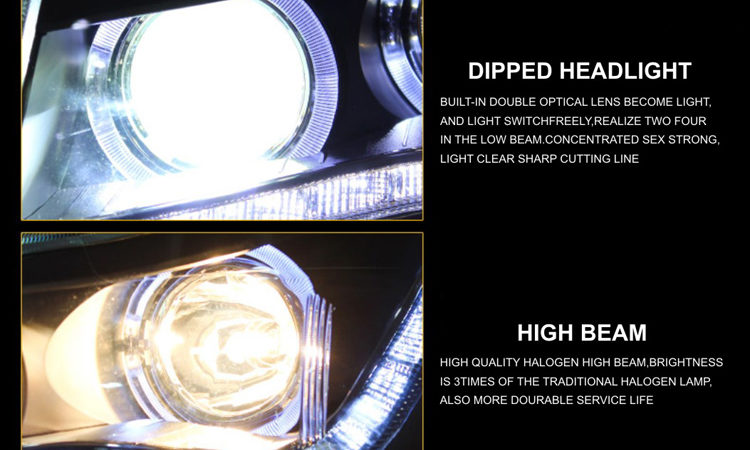 DIPPED HEADLIGHT
BUILT-IN DOUBLE OPTICAL LENS BECOME LIGHT,
AND LIGHT SWITCHFREELY,REALIZE TWO FOUR
IN THE LOW BEAM.CONCENTRATED SEX STRONG,
LIGHT CLEAR SHARP CUTTING LINE
HIGH BEAM
HIGH QUALITY HALOGEN HIGH BEAM,BRIGHTNESS
IS 3TIMES OF THE TRADITIONAL HALOGEN LAMP,
ALSO MORE DOURABLE SERVICE LIFE